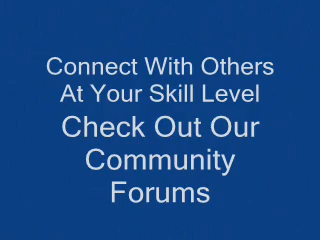 Connect With Others
At Your Skill Level
Check Out Our
Community
Forums